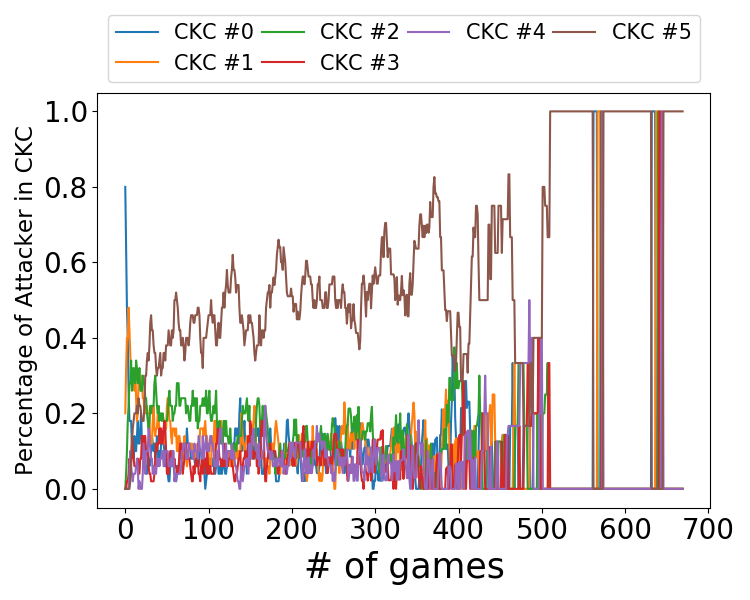 CKC #0 CKC #2 CKC #4 CKC #5
CKC #1 CKC #3
Percentage of Attacker in CKC
1.0
0.8
0.6
0.4
0.2
0.0
0 100 200 300 400 500 600 700
# of games